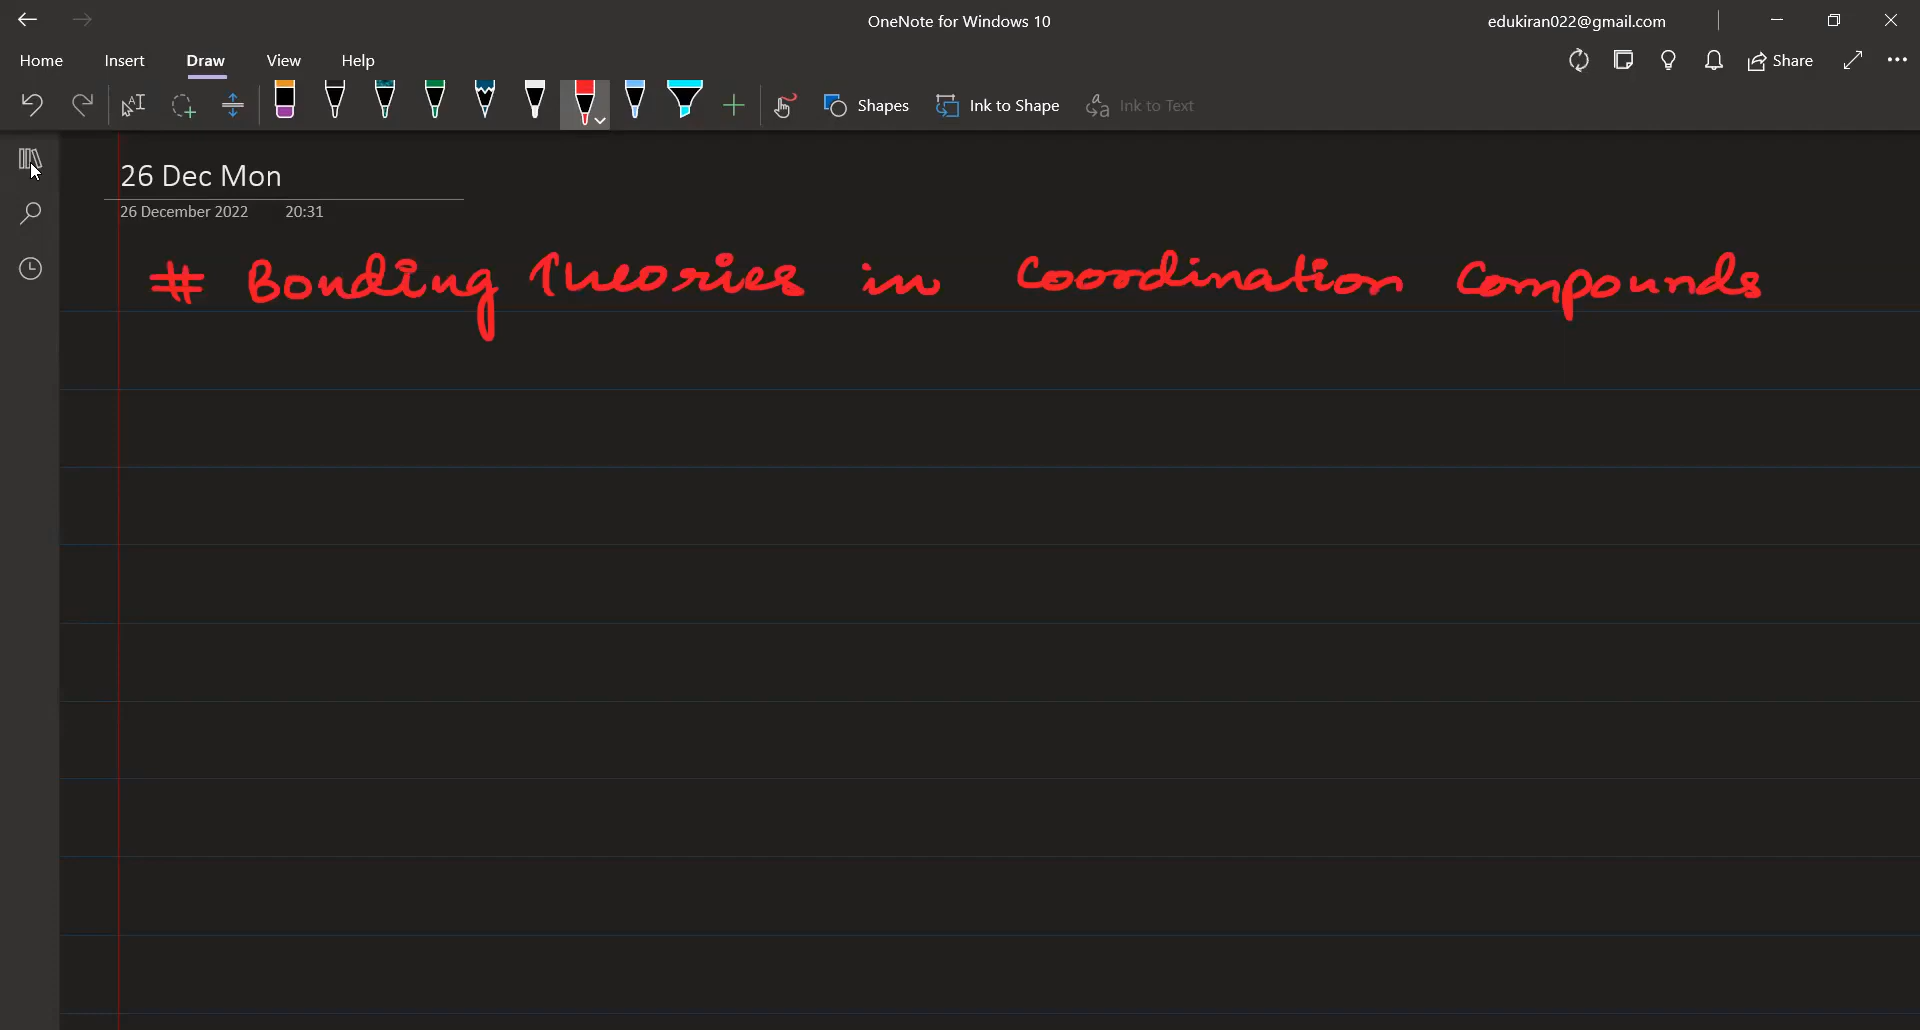 OneNote for Windows 10
edukiran022@gmail.com
Home Insert Draw View Help
Share
Shapes Ink to Shape Ink to Text
26 Dec Mon
26 December 2022 20:31
# Bonding Theories in Coordination Compounds